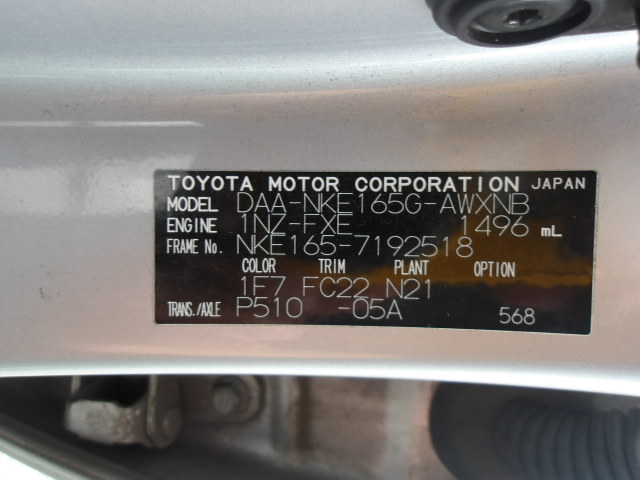 TOYOTA MOTOR CORPORATION JAPAN
MODEL DAA-NKE165G-AWXNB
ENGINE 1NZ-FXE 1496 mL
FRAME No. NKE165-7192518
COLOR TRIM PLANT OPTION
1F7 FC22 N21
TRANS./AXLE P510 -05A 568